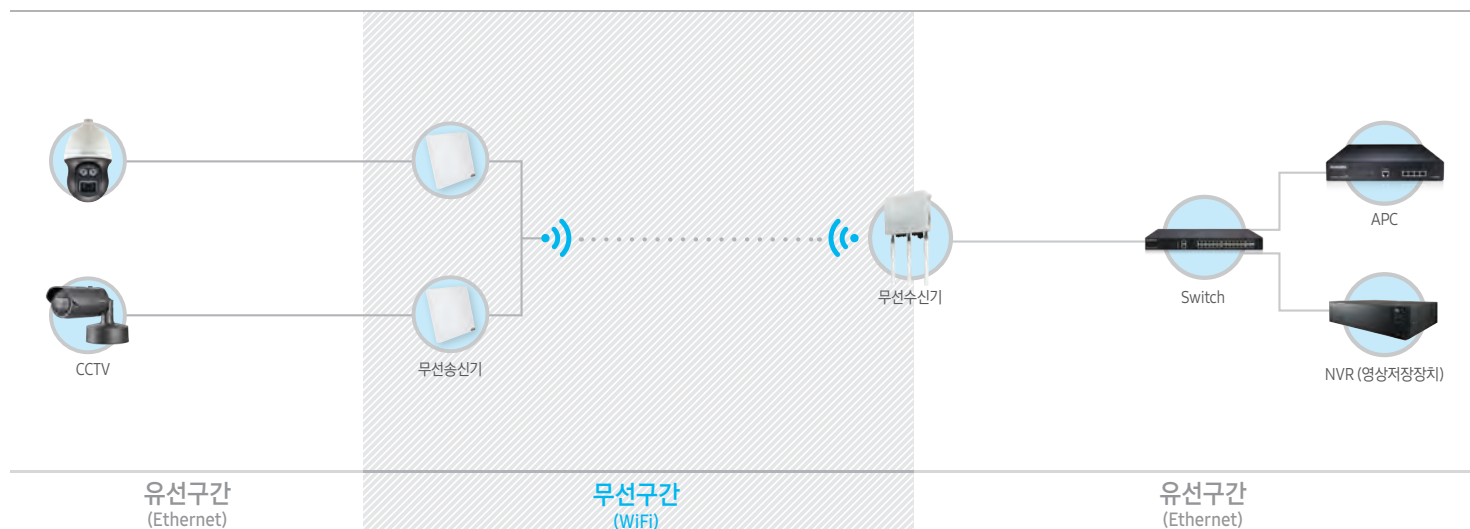 APC
무선수신기
Switch
CCTV
무선송신기
NVR (영상저장장치)
유선구간
(Ethernet)
무선구간
(WiFi)
유선구간
(Ethernet)